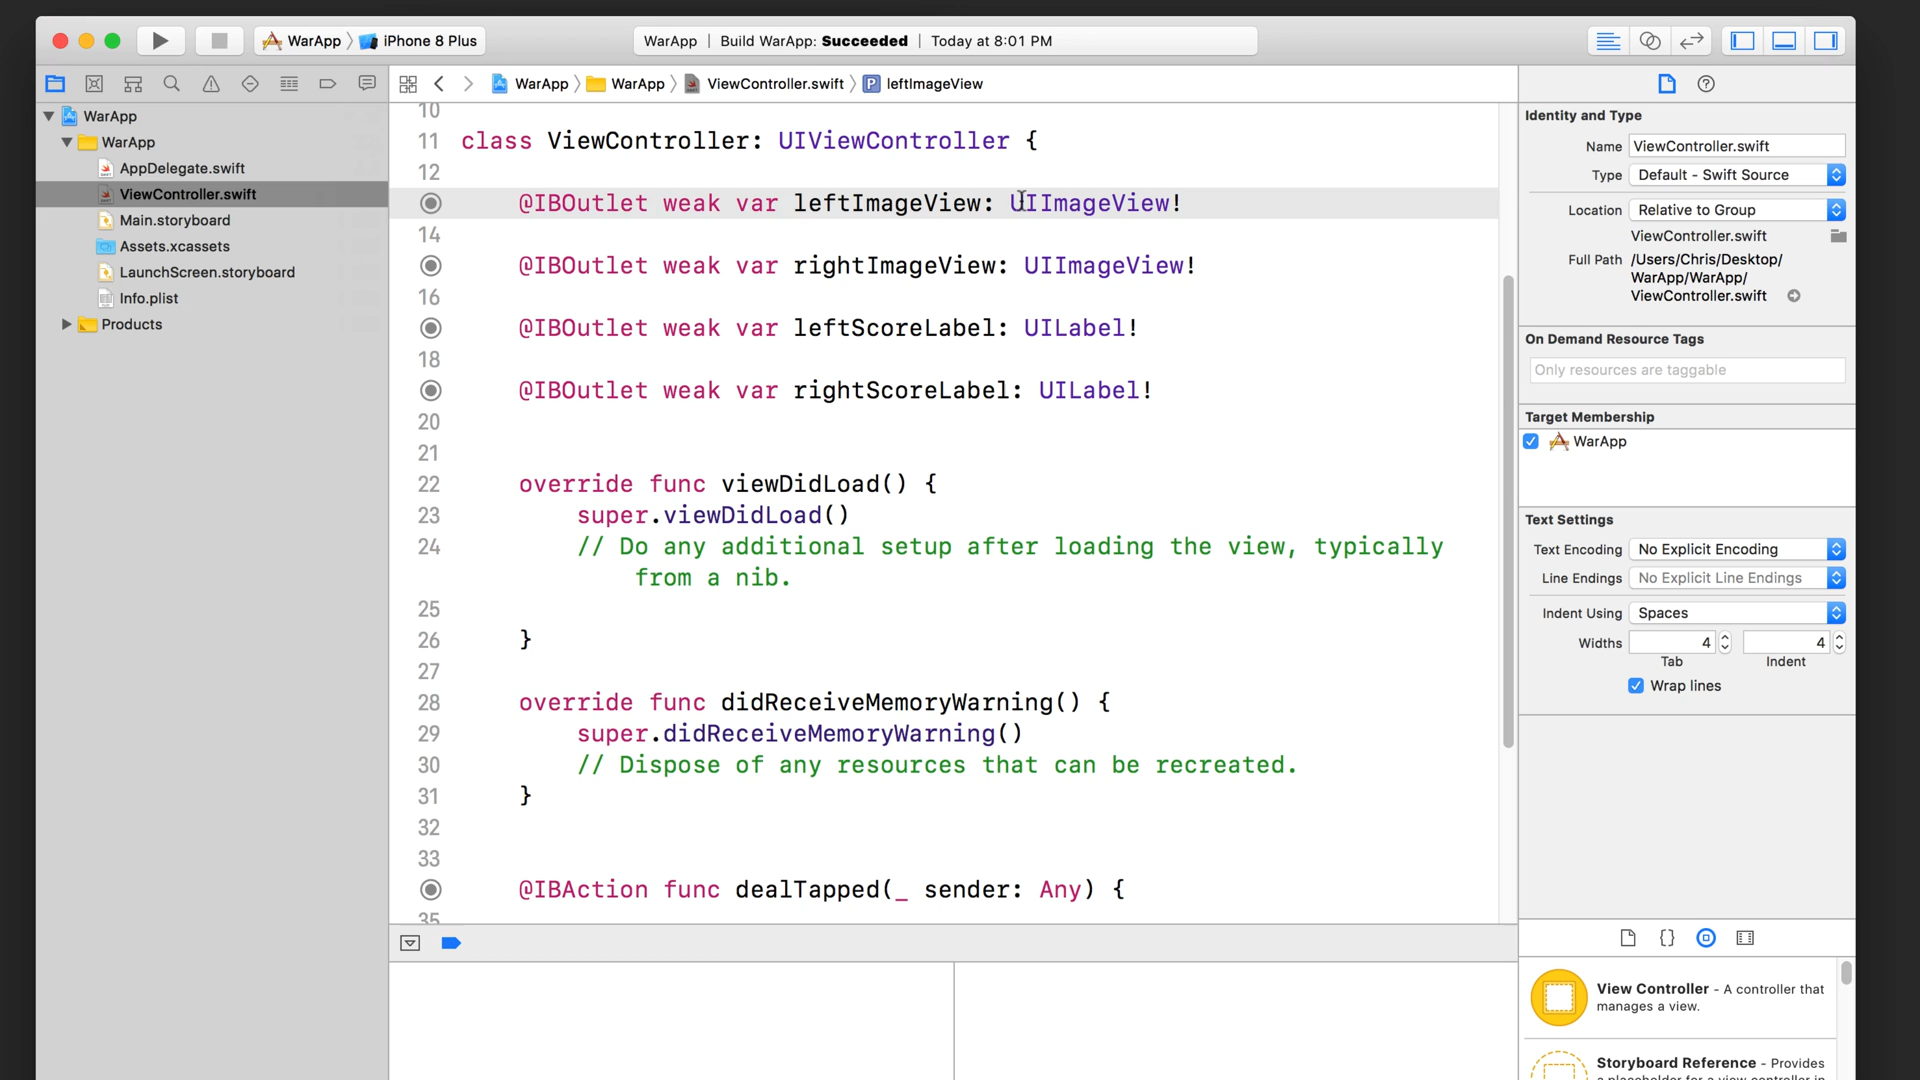 WarApp iPhone 8 Plus
WarApp | Build WarApp: Succeeded | Today at 8:01 PM
WarApp WarApp ViewController.swift P leftImageView
WarApp
WarApp
AppDelegate.swift
ViewController.swift
Main.storyboard
Assets.xcassets
LaunchScreen.storyboard
Info.plist
Products
10
11 class ViewController: UIViewController {
12
@IBOutlet weak var leftImageView: UIImageView!
14
@IBOutlet weak var rightImageView: UIImageView!
16
@IBOutlet weak var leftScoreLabel: UILabel!
18
@IBOutlet weak var rightScoreLabel: UILabel!
20
21
22 override func viewDidLoad() {
23 super.viewDidLoad()
24 // Do any additional setup after loading the view, typically
from a nib.
25
26 }
27
28 override func didReceiveMemoryWarning() {
29 super.didReceiveMemoryWarning()
30 // Dispose of any resources that can be recreated.
31 }
32
33
@IBAction func dealTapped(_ sender: Any) {
35
Identity and Type
Name ViewController.swift
Type Default - Swift Source
Location Relative to Group
ViewController.swift
Full Path /Users/Chris/Desktop/
WarApp/WarApp/
ViewController.swift
On Demand Resource Tags
Only resources are taggable
Target Membership
WarApp
Text Settings
Text Encoding No Explicit Encoding
Line Endings No Explicit Line Endings
Indent Using Spaces
Widths 4 4
Tab Indent
Wrap lines
View Controller - A controller that
manages a view.
Storyboard Reference - Provides
a placeholder for a view controller in